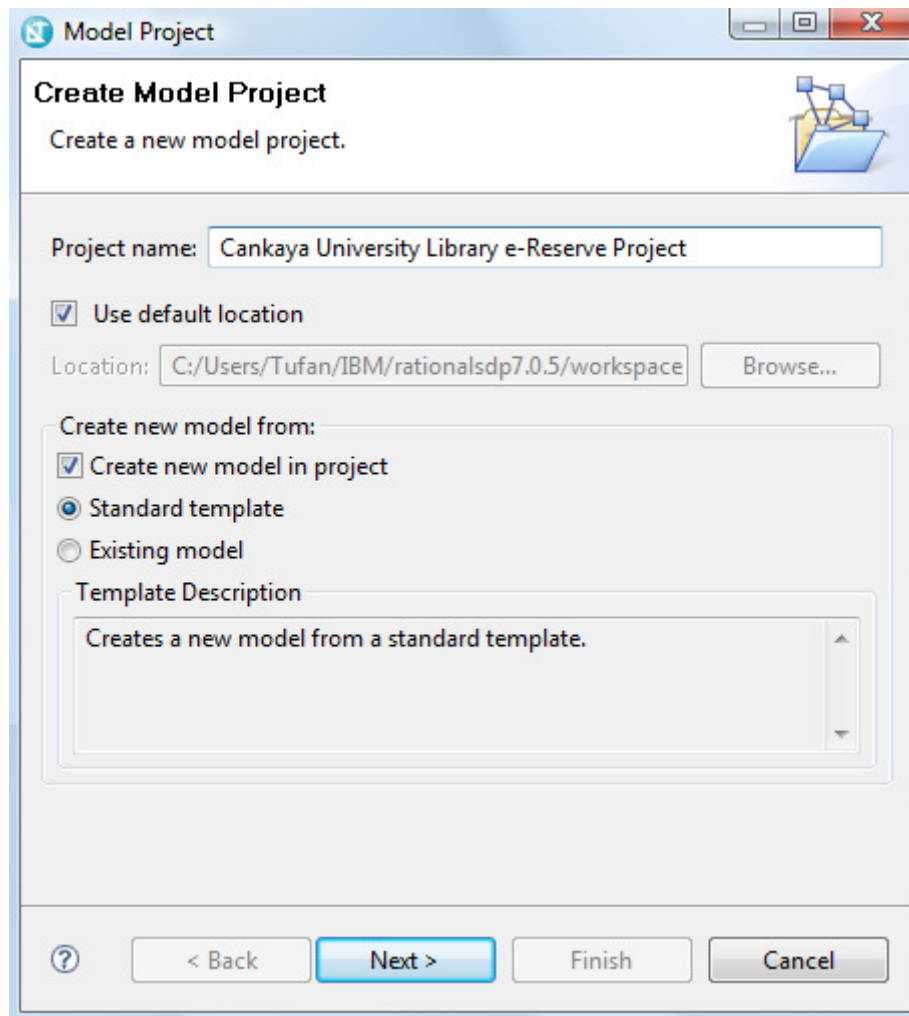 Model Project
Create Model Project
Create a new model project.
Project name: Cankaya University Library e-Reserve Project
Use default location
Location: C:/Users/Tufan/IBM/rationalsdp7.0.5/workspace Browse...
Create new model from:
Create new model in project
Standard template
Existing model
Template Description
Creates a new model from a standard template.
? < Back Next > Finish Cancel